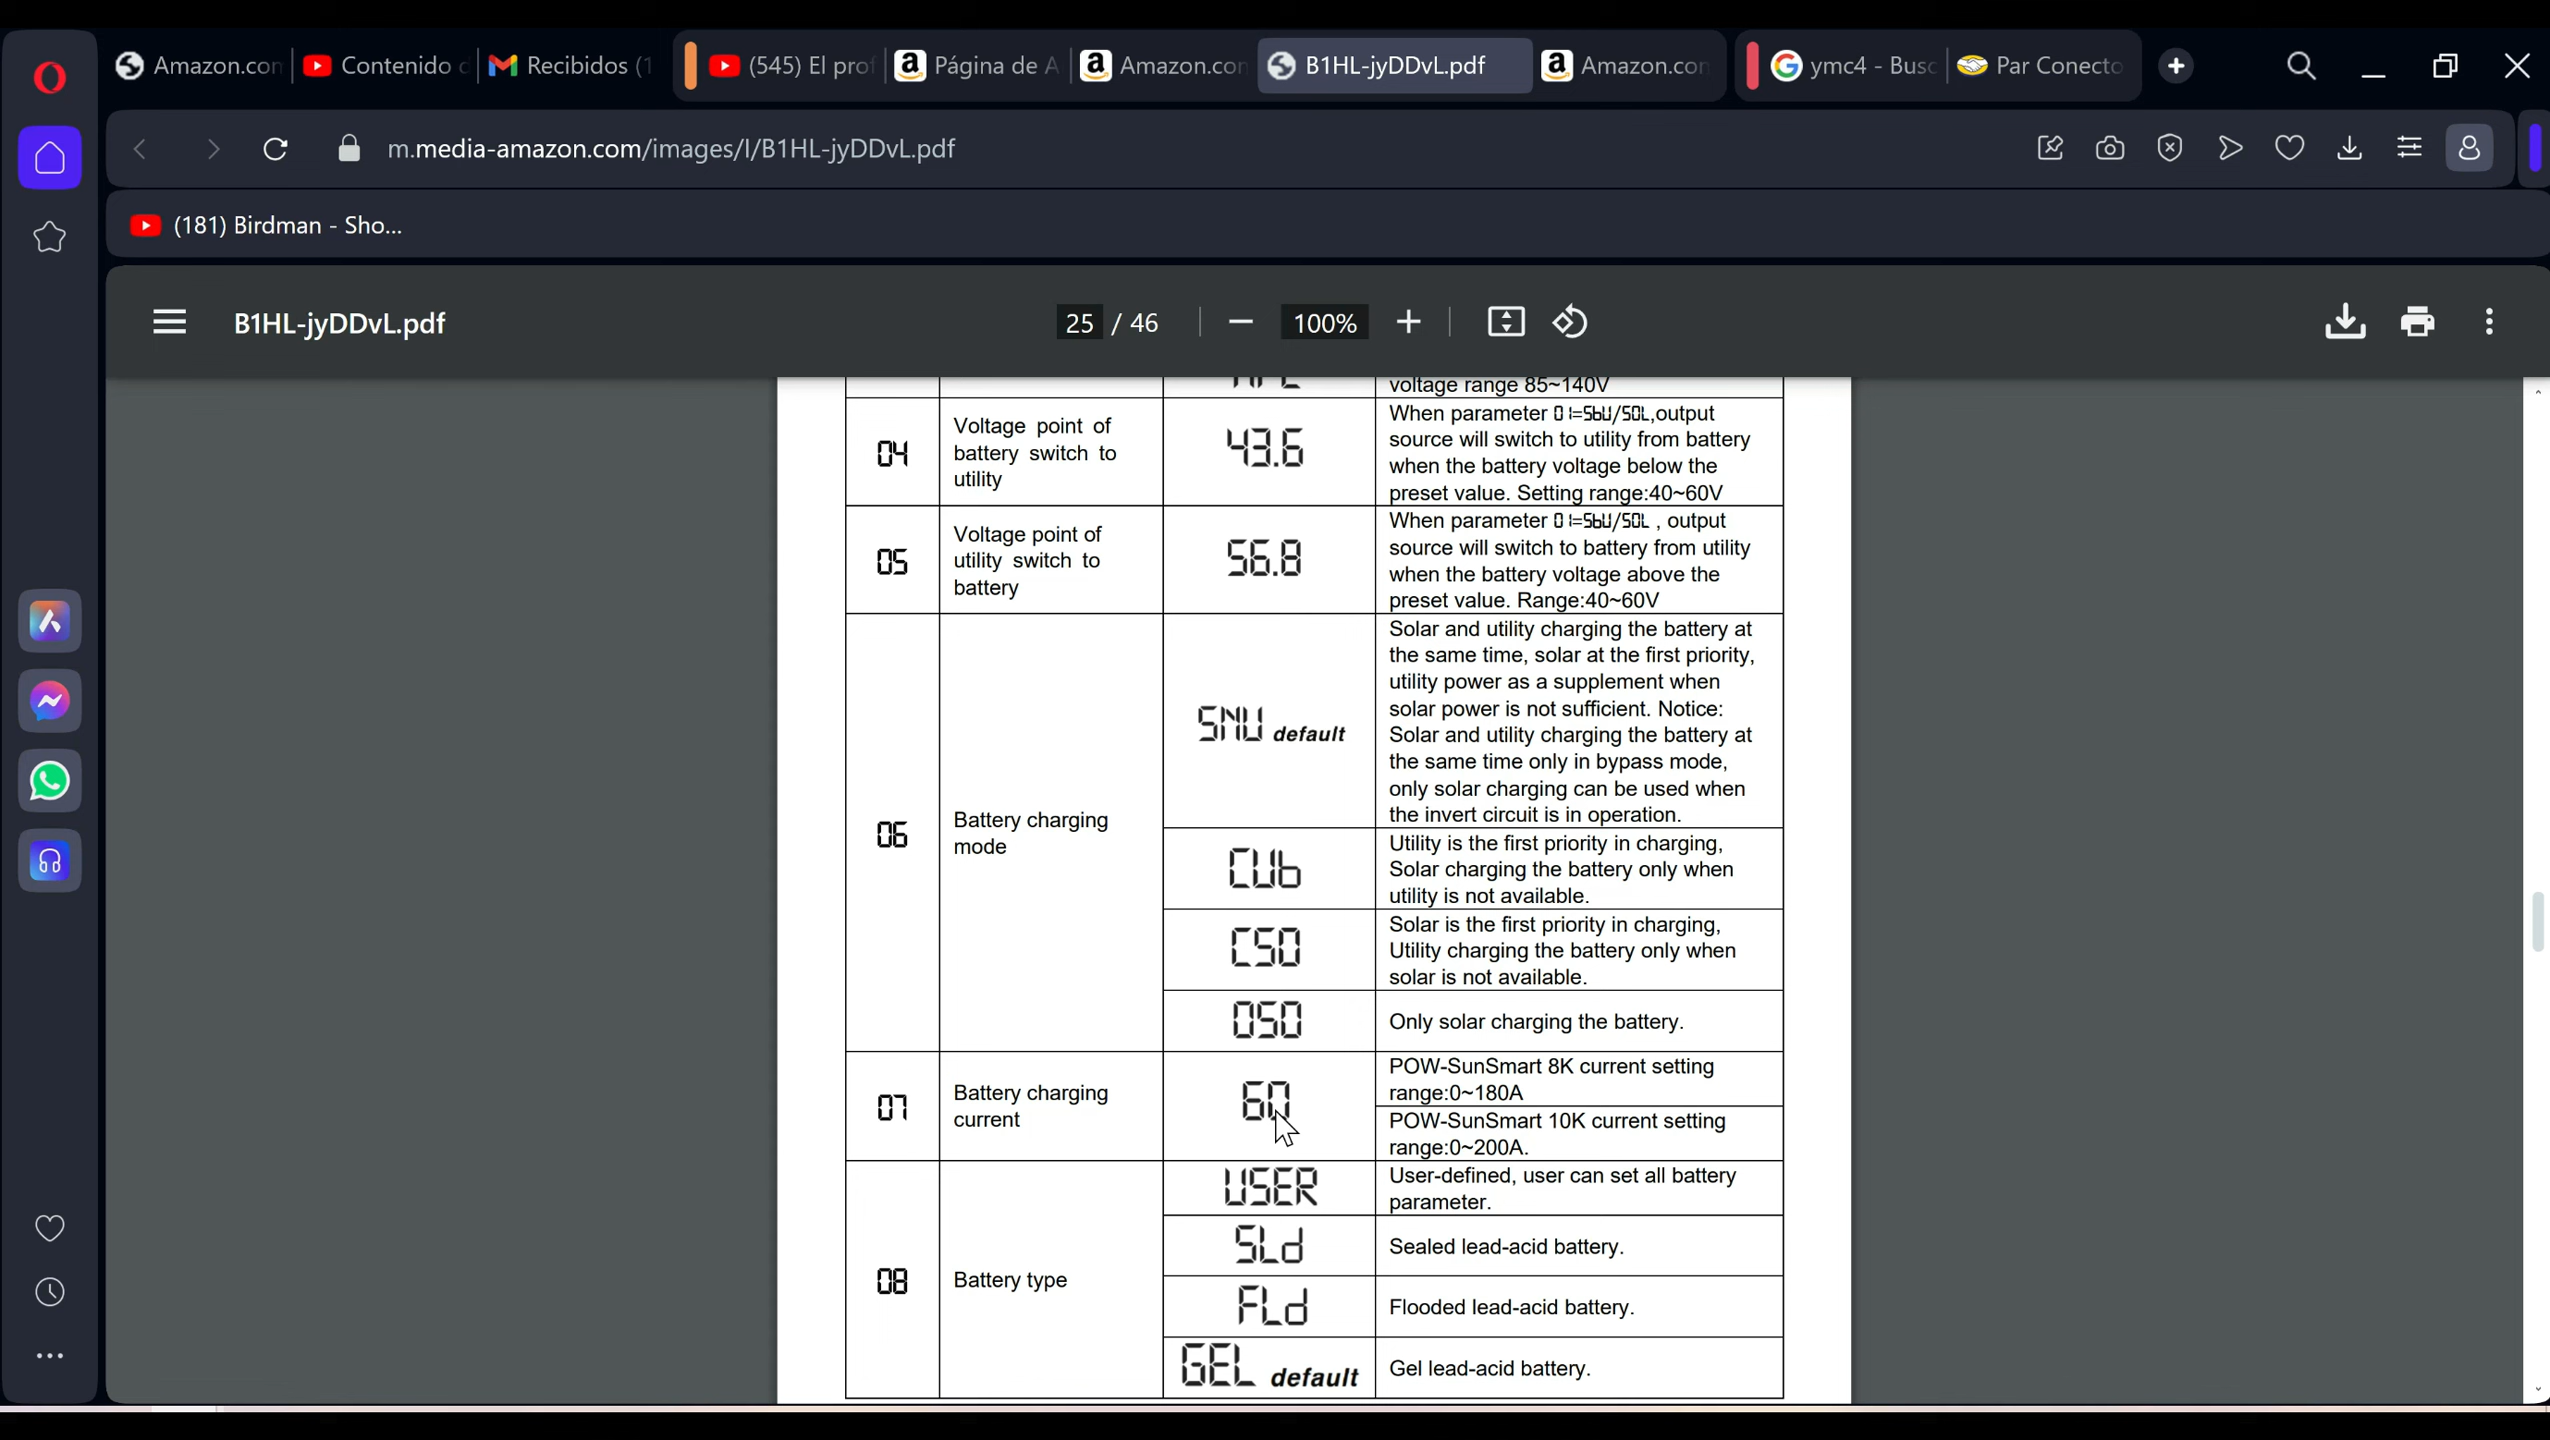 Amazon.con
Contenido d
Recibidos (1
(545) El prof
Página de A
Amazon.con
B1HL-jyDDvL.pdf
Amazon.con
ymc4 - Busc
Par Conecto
m.media-amazon.com/images/I/B1HL-jyDDvL.pdf
(181) Birdman - Sho...
B1HL-jyDDvL.pdf
25 / 46
100%
voltage range 85~140V
04
Voltage point of
battery switch to
utility
43.6
When parameter 01=SbU/SOL,output
source will switch to utility from battery
when the battery voltage below the
preset value. Setting range:40~60V
05
Voltage point of
utility switch to
battery
56.8
When parameter 01=SbU/SOL , output
source will switch to battery from utility
when the battery voltage above the
preset value. Range:40~60V
06
Battery charging
mode
SNU default
Solar and utility charging the battery at
the same time, solar at the first priority,
utility power as a supplement when
solar power is not sufficient. Notice:
Solar and utility charging the battery at
the same time only in bypass mode,
only solar charging can be used when
the invert circuit is in operation.
CUb
Utility is the first priority in charging,
Solar charging the battery only when
utility is not available.
CSO
Solar is the first priority in charging,
Utility charging the battery only when
solar is not available.
OSO
Only solar charging the battery.
07
Battery charging
current
60
POW-SunSmart 8K current setting
range:0~180A
POW-SunSmart 10K current setting
range:0~200A.
08
Battery type
USER
User-defined, user can set all battery
parameter.
SLd
Sealed lead-acid battery.
FLd
Flooded lead-acid battery.
GEL default
Gel lead-acid battery.